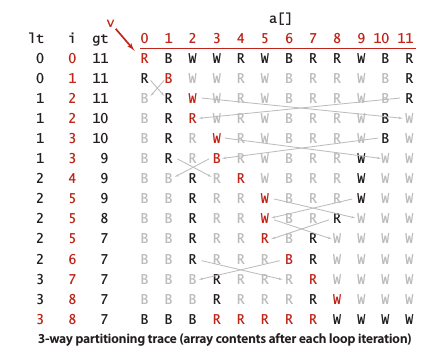 a[]
v
lt i gt 0 1 2 3 4 5 6 7 8 9 10 11
0 0 11 R B W W R W B R R W B R
0 1 11 R B W W R W B R R W B R
1 2 11 B R W W R W B R R W B R
1 2 10 B R R W R W B R R W B W
1 3 10 B R R W R W B R R W B W
1 3 9 B R R B R W B R R W W W
2 4 9 B B R R R W B R R W W W
2 5 9 B B R R R W B R R W W W
2 5 8 B B R R R W B R R W W W
2 5 7 B B R R R R B R W W W W
2 6 7 B B R R R R B R W W W W
3 7 7 B B B R R R R R W W W W
3 8 7 B B B R R R R R W W W W
3 8 7 B B B R R R R R W W W W
3-way partitioning trace (array contents after each loop iteration)